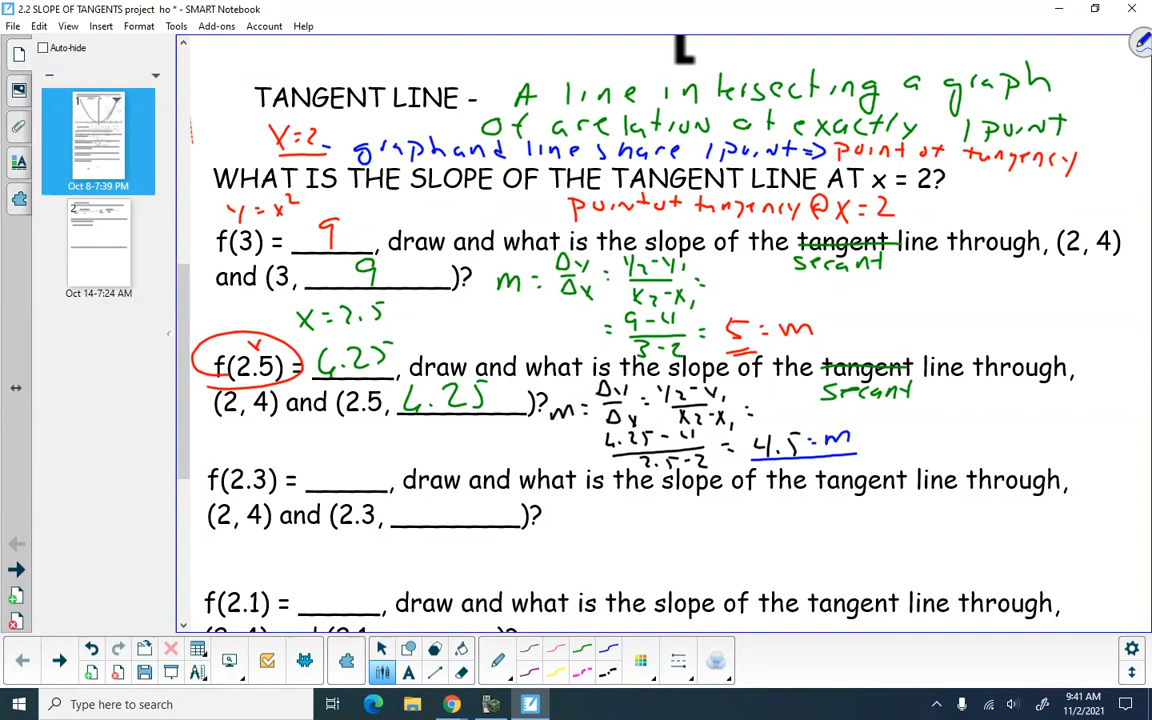 2.2 SLOPE OF TANGENTS project ho * - SMART Notebook
File Edit View Insert Format Tools Add-ons Account Help
Auto-hide
1
Oct 8-7:39 PM
2
Oct 14-7:24 AM
L
TANGENT LINE - A line intersecting a graph
of a relation at exactly 1 point
x=2 - graph and line share 1 point => point of tangency
WHAT IS THE SLOPE OF THE TANGENT LINE AT x = 2?
y = x² point of tangency @ x = 2
f(3) = 9, draw and what is the slope of the tangent line through, (2, 4)
secant
and (3, 9)? m = Δy/Δx = y₂-y₁/x₂-x₁ =
x = 2.5 = 9-4/3-2 = 5 = m
x
f(2.5) = 6.25, draw and what is the slope of the tangent line through,
secant
(2, 4) and (2.5, 6.25)? m = Δy/Δx = y₂-y₁/x₂-x₁ =
6.25-4/2.5-2 = 4.5 = m
f(2.3) = ______, draw and what is the slope of the tangent line through,
(2, 4) and (2.3, __________)?
f(2.1) = ______, draw and what is the slope of the tangent line through,
Type here to search
9:41 AM
11/2/2021